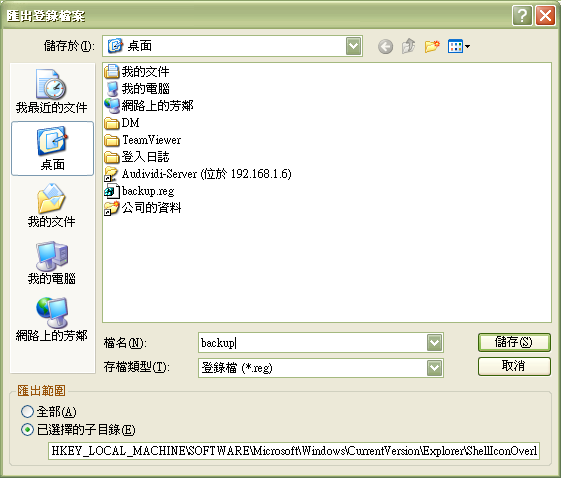 匯出登錄檔案
儲存於(I):
桌面
我最近的文件
桌面
我的文件
我的電腦
網路上的芳鄰
我的文件
我的電腦
網路上的芳鄰
DM
TeamViewer
登入日誌
Audividi-Server (位於 192.168.1.6)
backup.reg
公司的資料
檔名(N):
backup
儲存(S)
存檔類型(T):
登錄檔 (*.reg)
取消
匯出範圍
全部(A)
已選擇的子目錄(E)
HKEY_LOCAL_MACHINE\SOFTWARE\Microsoft\Windows\CurrentVersion\Explorer\ShellIconOverl